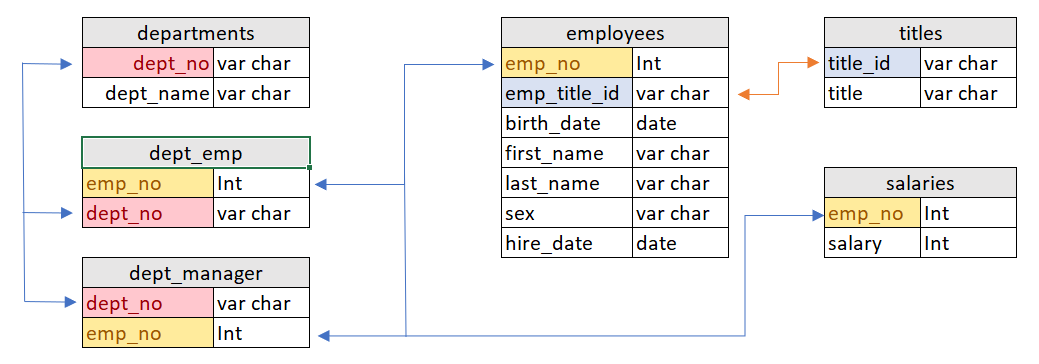 departments
dept_no var char
dept_name var char
dept_emp
emp_no Int
dept_no var char
dept_manager
dept_no var char
emp_no Int
employees
emp_no Int
emp_title_id var char
birth_date date
first_name var char
last_name var char
sex var char
hire_date date
titles
title_id var char
title var char
salaries
emp_no Int
salary Int